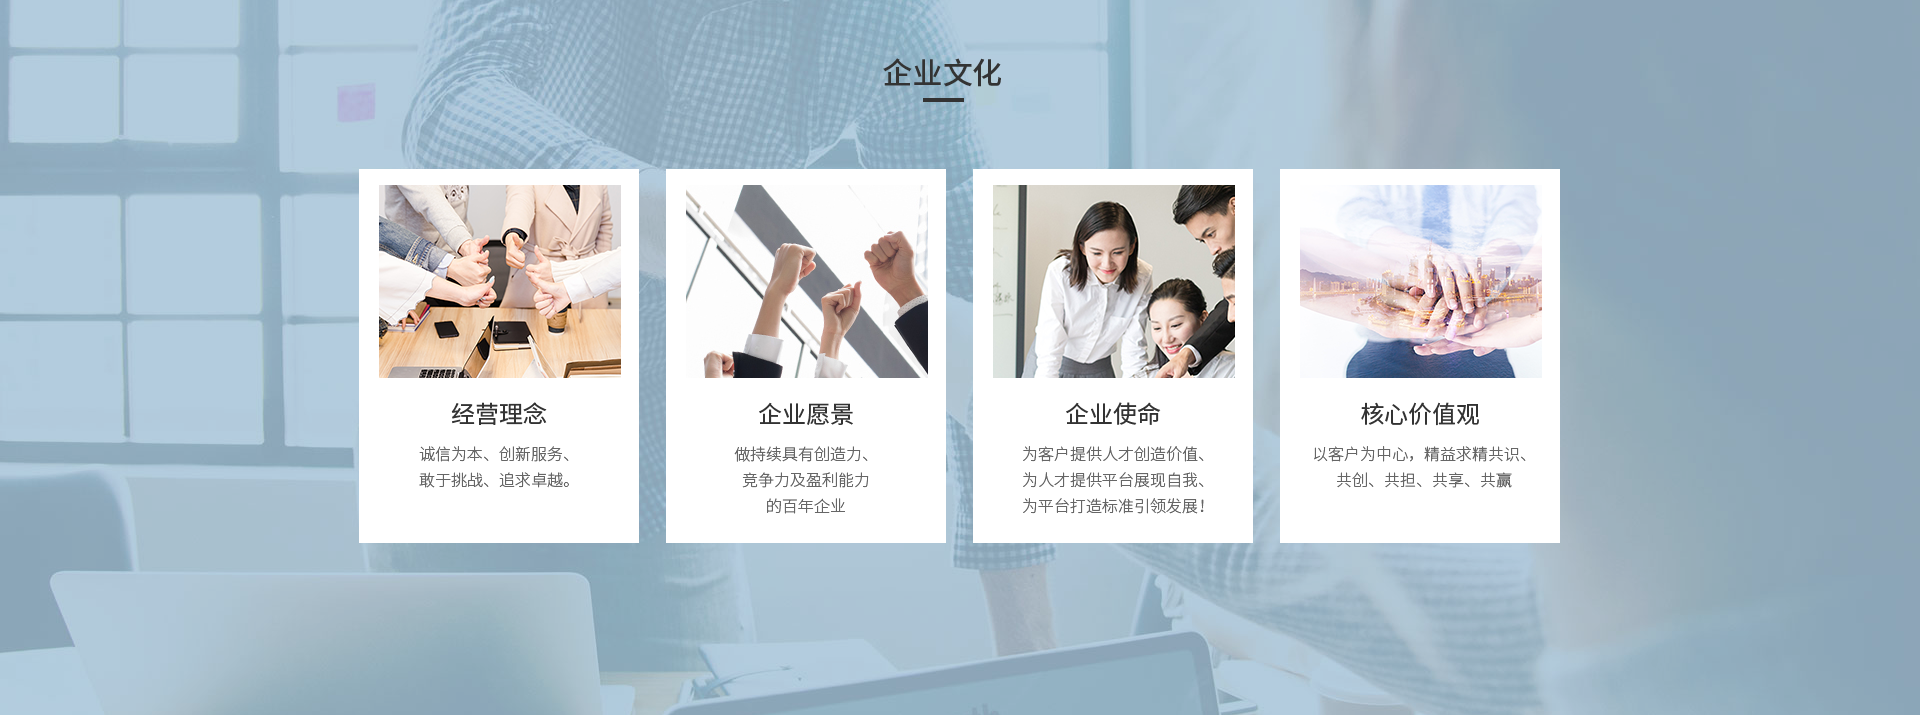 企业文化
经营理念
诚信为本、创新服务、
敢于挑战、追求卓越。
企业愿景
做持续具有创造力、
竞争力及盈利能力
的百年企业
企业使命
为客户提供人才创造价值、
为人才提供平台展现自我、
为平台打造标准引领发展！
核心价值观
以客户为中心，精益求精共识、
共创、共担、共享、共赢